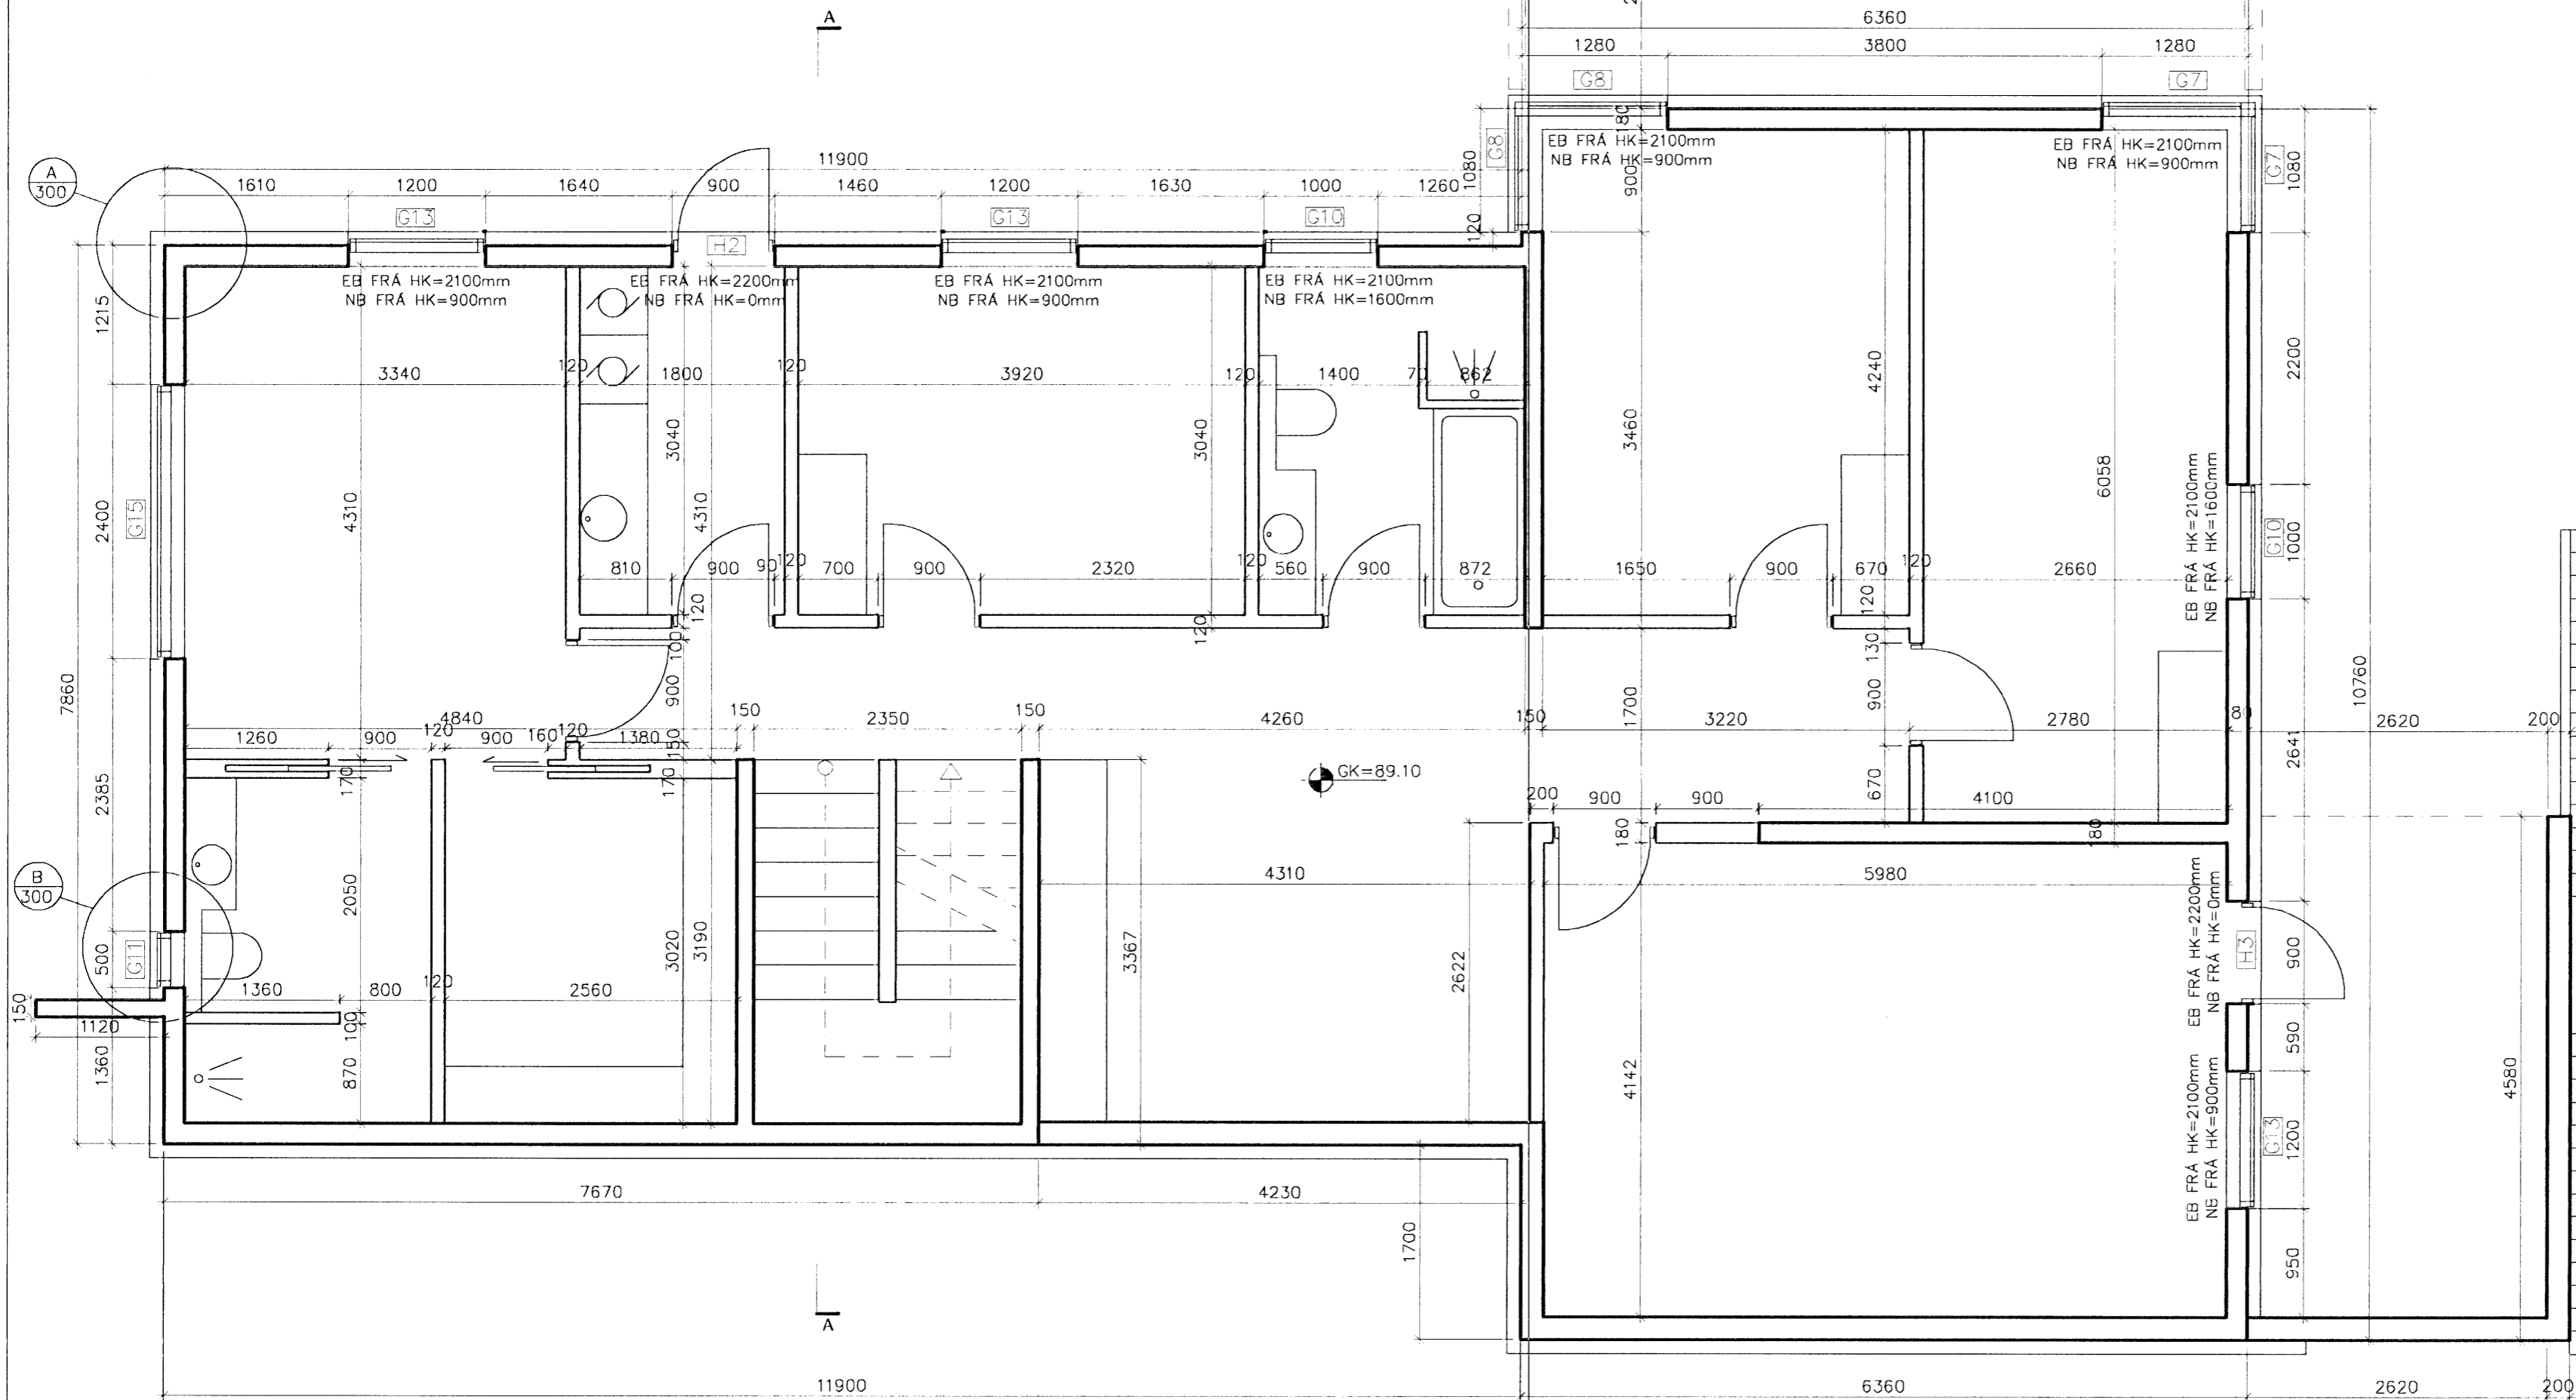 A
6360
1280 3800 1280
G8 G7
180
EB FRÁ HK=2100mm
NB FRÁ HK=900mm
EB FRÁ HK=2100mm
NB FRÁ HK=900mm
G8
1080
900
G7
1080
A
300
11900
1610 1200 1640 900 1460 1200 1630 1000 1260
G13 H2 G13 G10
120
EB FRÁ HK=2100mm
NB FRÁ HK=900mm
EB FRÁ HK=2200mm
NB FRÁ HK=0mm
EB FRÁ HK=2100mm
NB FRÁ HK=900mm
EB FRÁ HK=2100mm
NB FRÁ HK=1600mm
1215
2200
3340 120 1800 120 3920 120 1400 70 862
4240
3460
3040
3040
6058
EB FRÁ HK=2100mm
NB FRÁ HK=1600mm
G15
2400
4310
4310
G10
1000
810 900 90 120 700 900 2320 120 560 900 872 1650 900 670 120 2660
120
100
120
120
130
7860
900
1700
900
10760
4840 150 2350 150 4260 150 3220 2780 2620 200
1260 900 120 900 160 120 1380
150
170
170
2385
GK=89.10
670
2641
200 900 900 4100
180
B
300
2050
4310 5980
3020
3190
3367
2622
EB FRÁ HK=2200mm
NB FRÁ HK=0mm
H3
900
G11
500
1360 800 120 2560
150
1120
100
1360
870
4142
590
4580
EB FRÁ HK=2100mm
NB FRÁ HK=900mm
G13
1200
7670 4230
1700
950
A
11900 6360 2620 200